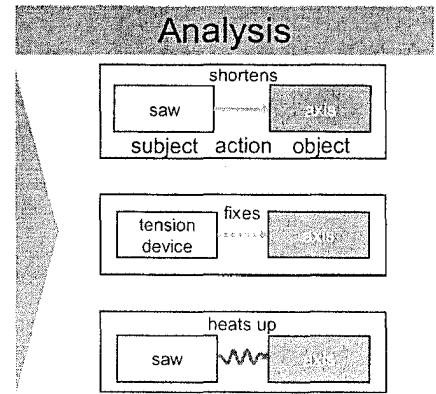 Analysis
shortens
saw axis
subject action object
fixes
tension
device
axis
heats up
saw axis